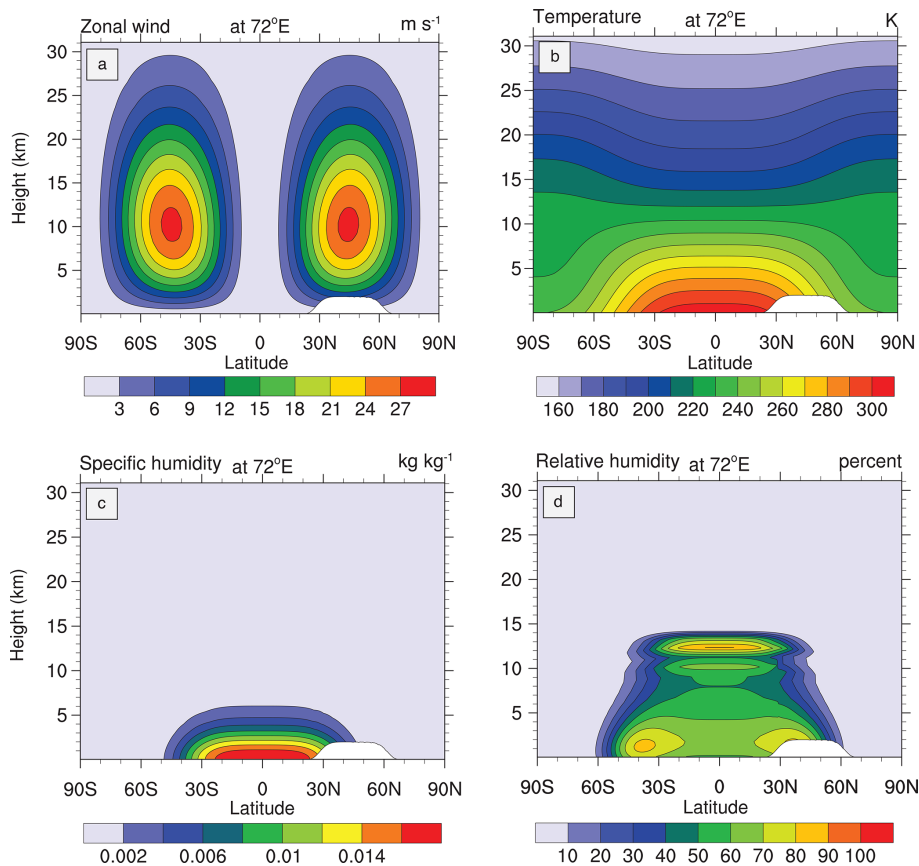 Zonal wind at 72°E m s⁻¹
a
30
25
20
15
10
5
Height (km)
90S 60S 30S 0 30N 60N 90N
Latitude
3 6 9 12 15 18 21 24 27
Temperature at 72°E K
b
30
25
20
15
10
5
90S 60S 30S 0 30N 60N 90N
Latitude
160 180 200 220 240 260 280 300
Specific humidity at 72°E kg kg⁻¹
c
30
25
20
15
10
5
Height (km)
90S 60S 30S 0 30N 60N 90N
Latitude
0.002 0.006 0.01 0.014
Relative humidity at 72°E percent
d
30
25
20
15
10
5
90S 60S 30S 0 30N 60N 90N
Latitude
10 20 30 40 50 60 70 80 90 100